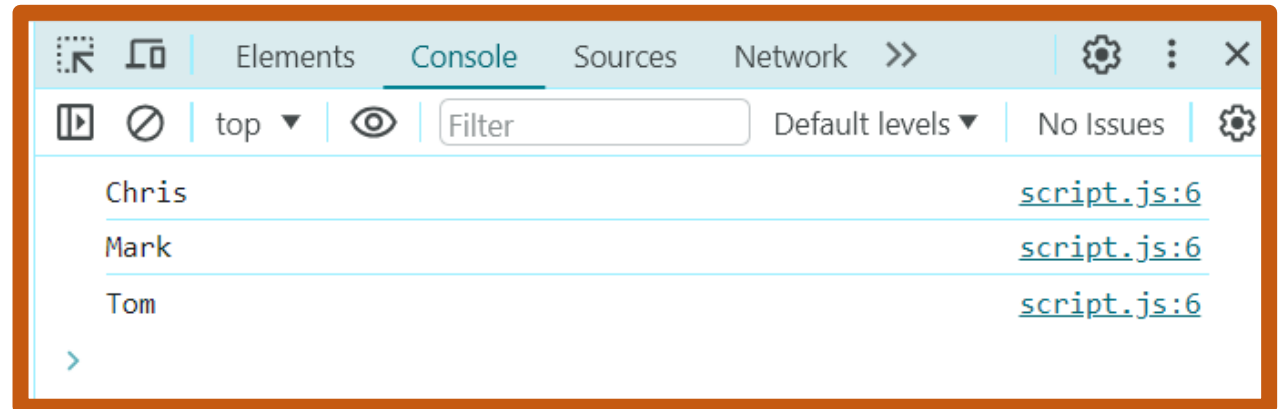 Elements Console Sources Network
top Filter Default levels No Issues
Chris script.js:6
Mark script.js:6
Tom script.js:6